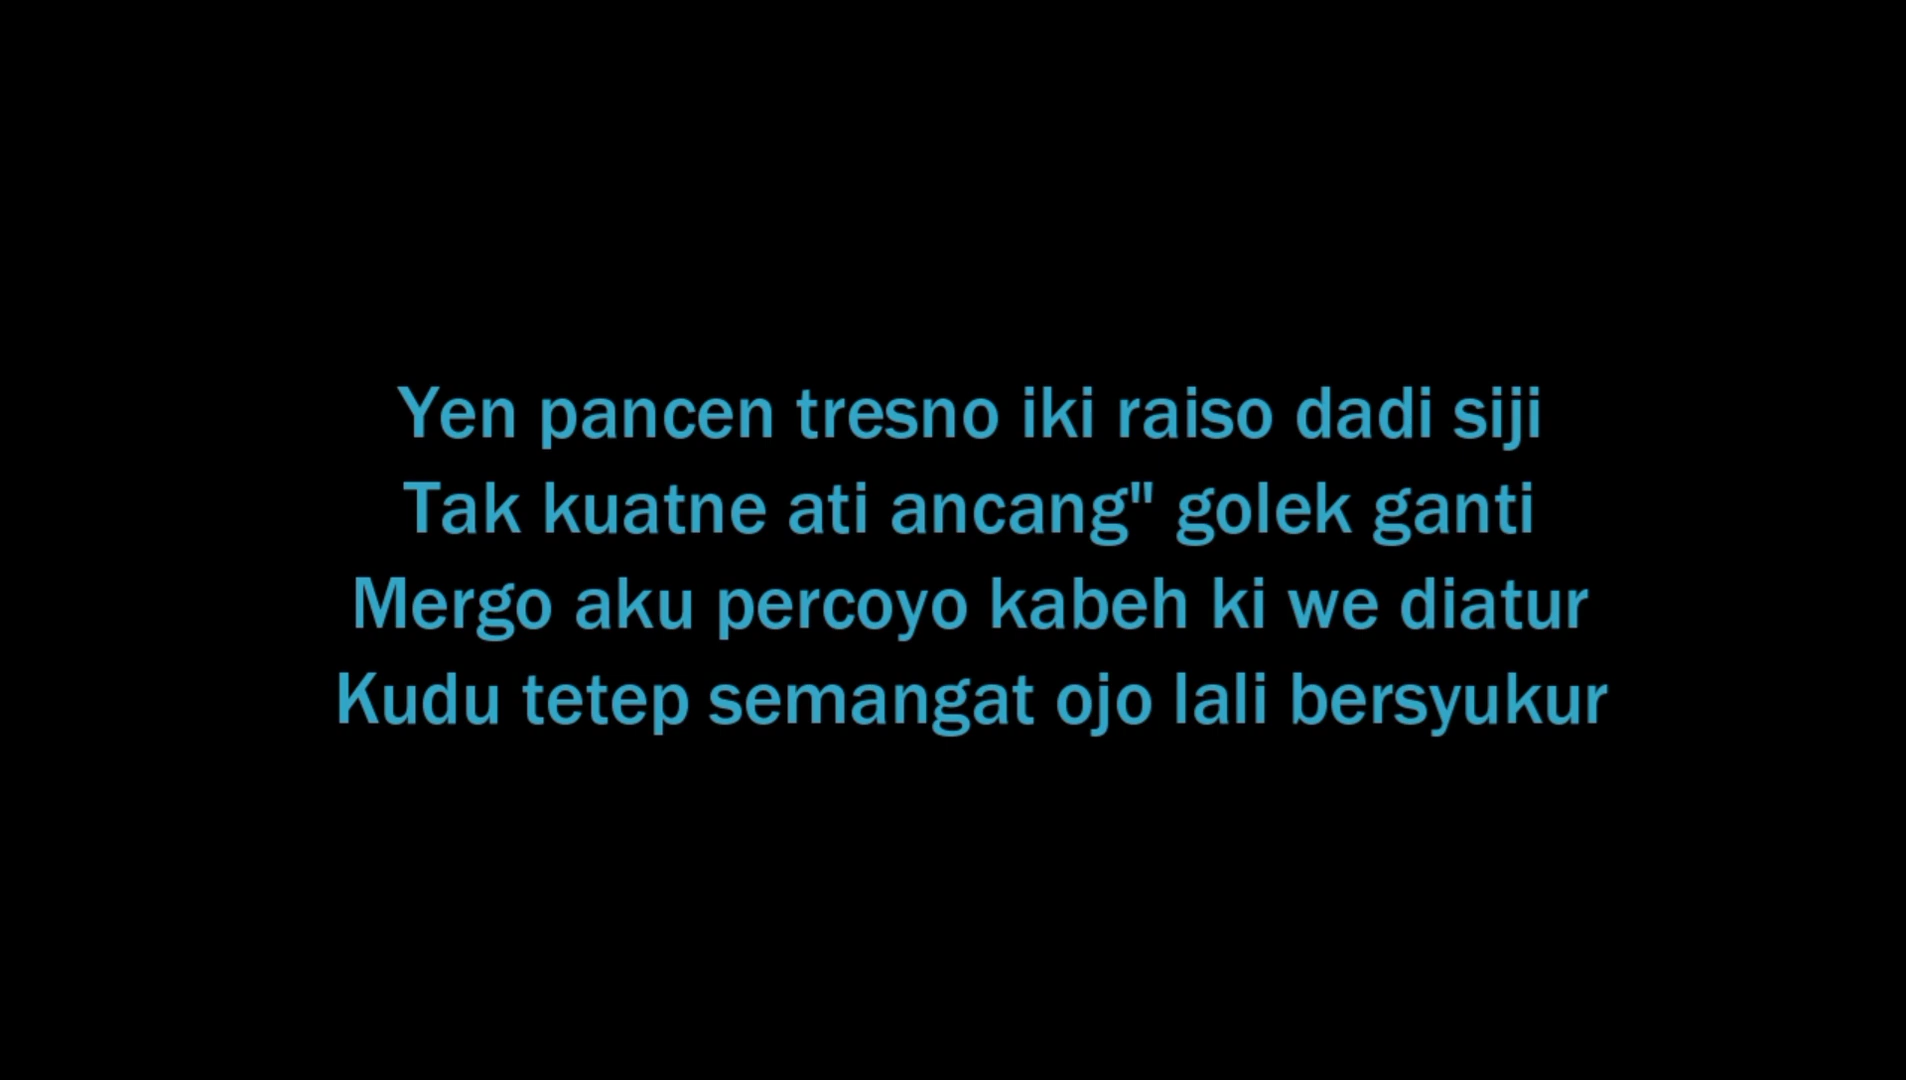 Yen pancen tresno iki raiso dadi siji
Tak kuatne ati ancang" golek ganti
Mergo aku percoyo kabeh ki we diatur
Kudu tetep semangat ojo lali bersyukur